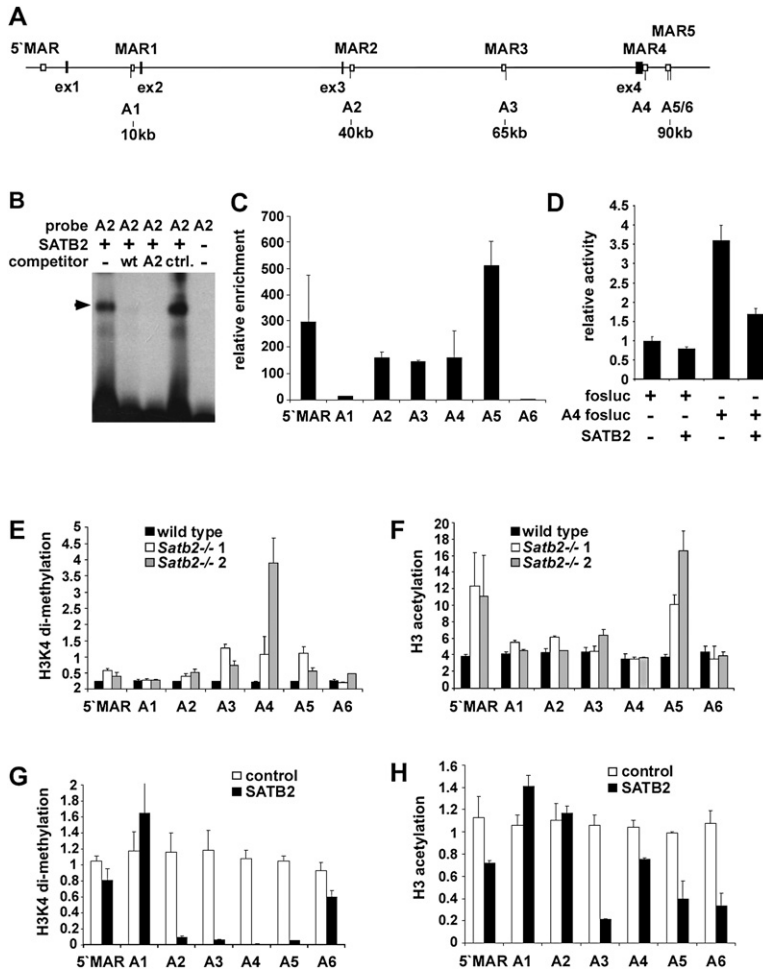 A
5`MAR MAR1 MAR2 MAR3 MAR4 MAR5
ex1 ex2 ex3 ex4
A1 A2 A3 A4 A5/6
10kb 40kb 65kb 90kb
B
probe A2 A2 A2 A2 A2
SATB2 + + + + -
competitor - wt A2 ctrl. -
C
relative enrichment
700
600
500
400
300
200
100
0
5`MAR A1 A2 A3 A4 A5 A6
D
relative activity
4.5
4
3.5
3
2.5
2
1.5
1
0.5
0
fosluc + + - -
A4 fosluc - - + +
SATB2 - + - +
E
wild type
Satb2-/- 1
Satb2-/- 2
H3K4 di-methylation
5
4.5
4
3.5
3
2.5
2
1.5
1
0.5
2
5`MAR A1 A2 A3 A4 A5 A6
F
wild type
Satb2-/- 1
Satb2-/- 2
H3 acetylation
20
18
16
14
12
10
8
6
4
2
0
5`MAR A1 A2 A3 A4 A5 A6
G
control
SATB2
H3K4 di-methylation
2
1.8
1.6
1.4
1.2
1
0.8
0.6
0.4
0.2
0
5`MAR A1 A2 A3 A4 A5 A6
H
control
SATB2
H3 acetylation
1.6
1.4
1.2
1
0.8
0.6
0.4
0.2
0
5`MAR A1 A2 A3 A4 A5 A6